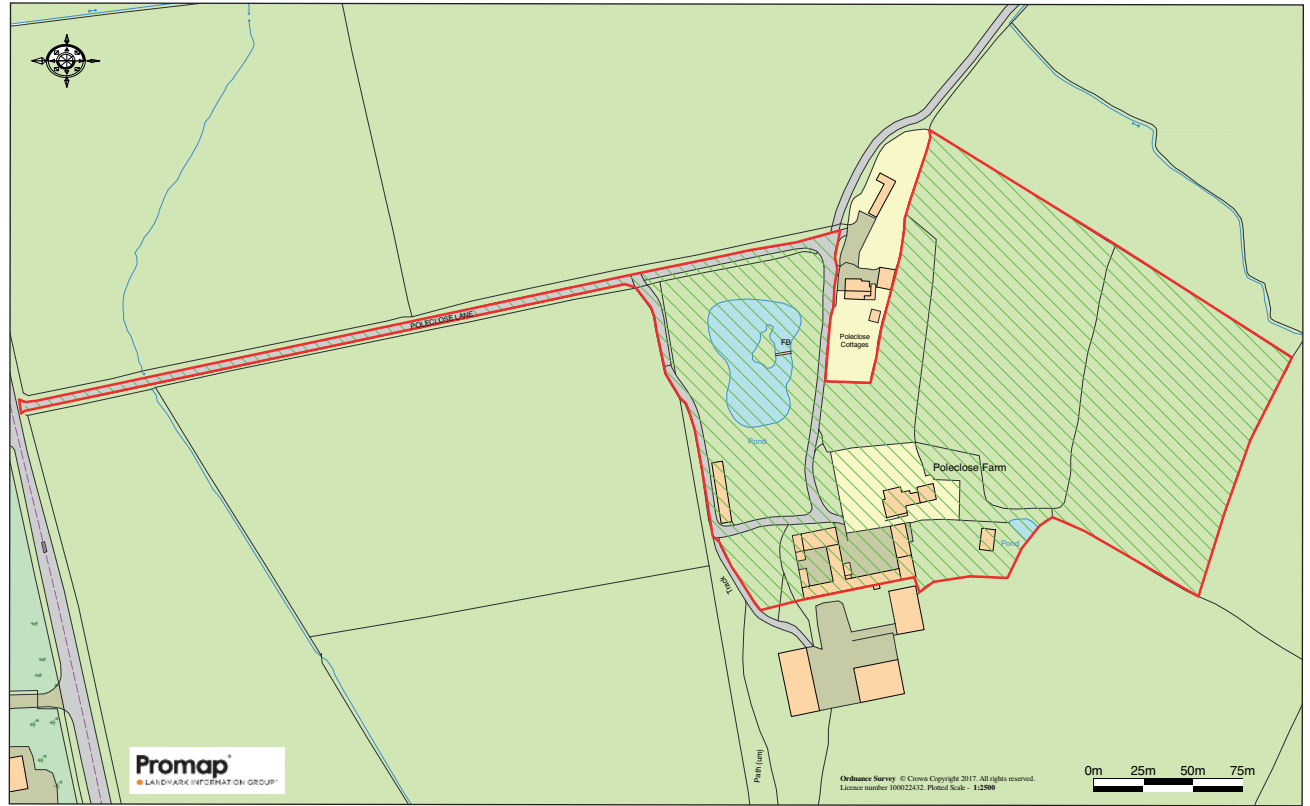 POLECLOSE LANE
FB
Poleclose
Cottages
Pond
Poleclose Farm
Pond
Track
Path (um)
Promap
LANDMARK INFORMATION GROUP
Ordnance Survey © Crown Copyright 2017. All rights reserved.
Licence number 100022432. Plotted Scale - 1:2500
0m 25m 50m 75m